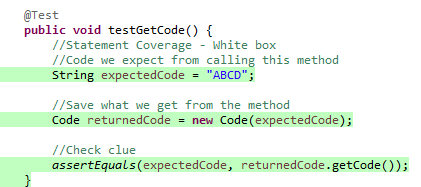 @Test
public void testGetCode() {
//Statement Coverage - White box
//Code we expect from calling this method
String expectedCode = "ABCD";
//Save what we get from the method
Code returnedCode = new Code(expectedCode);
//Check clue
assertEquals(expectedCode, returnedCode.getCode());
}